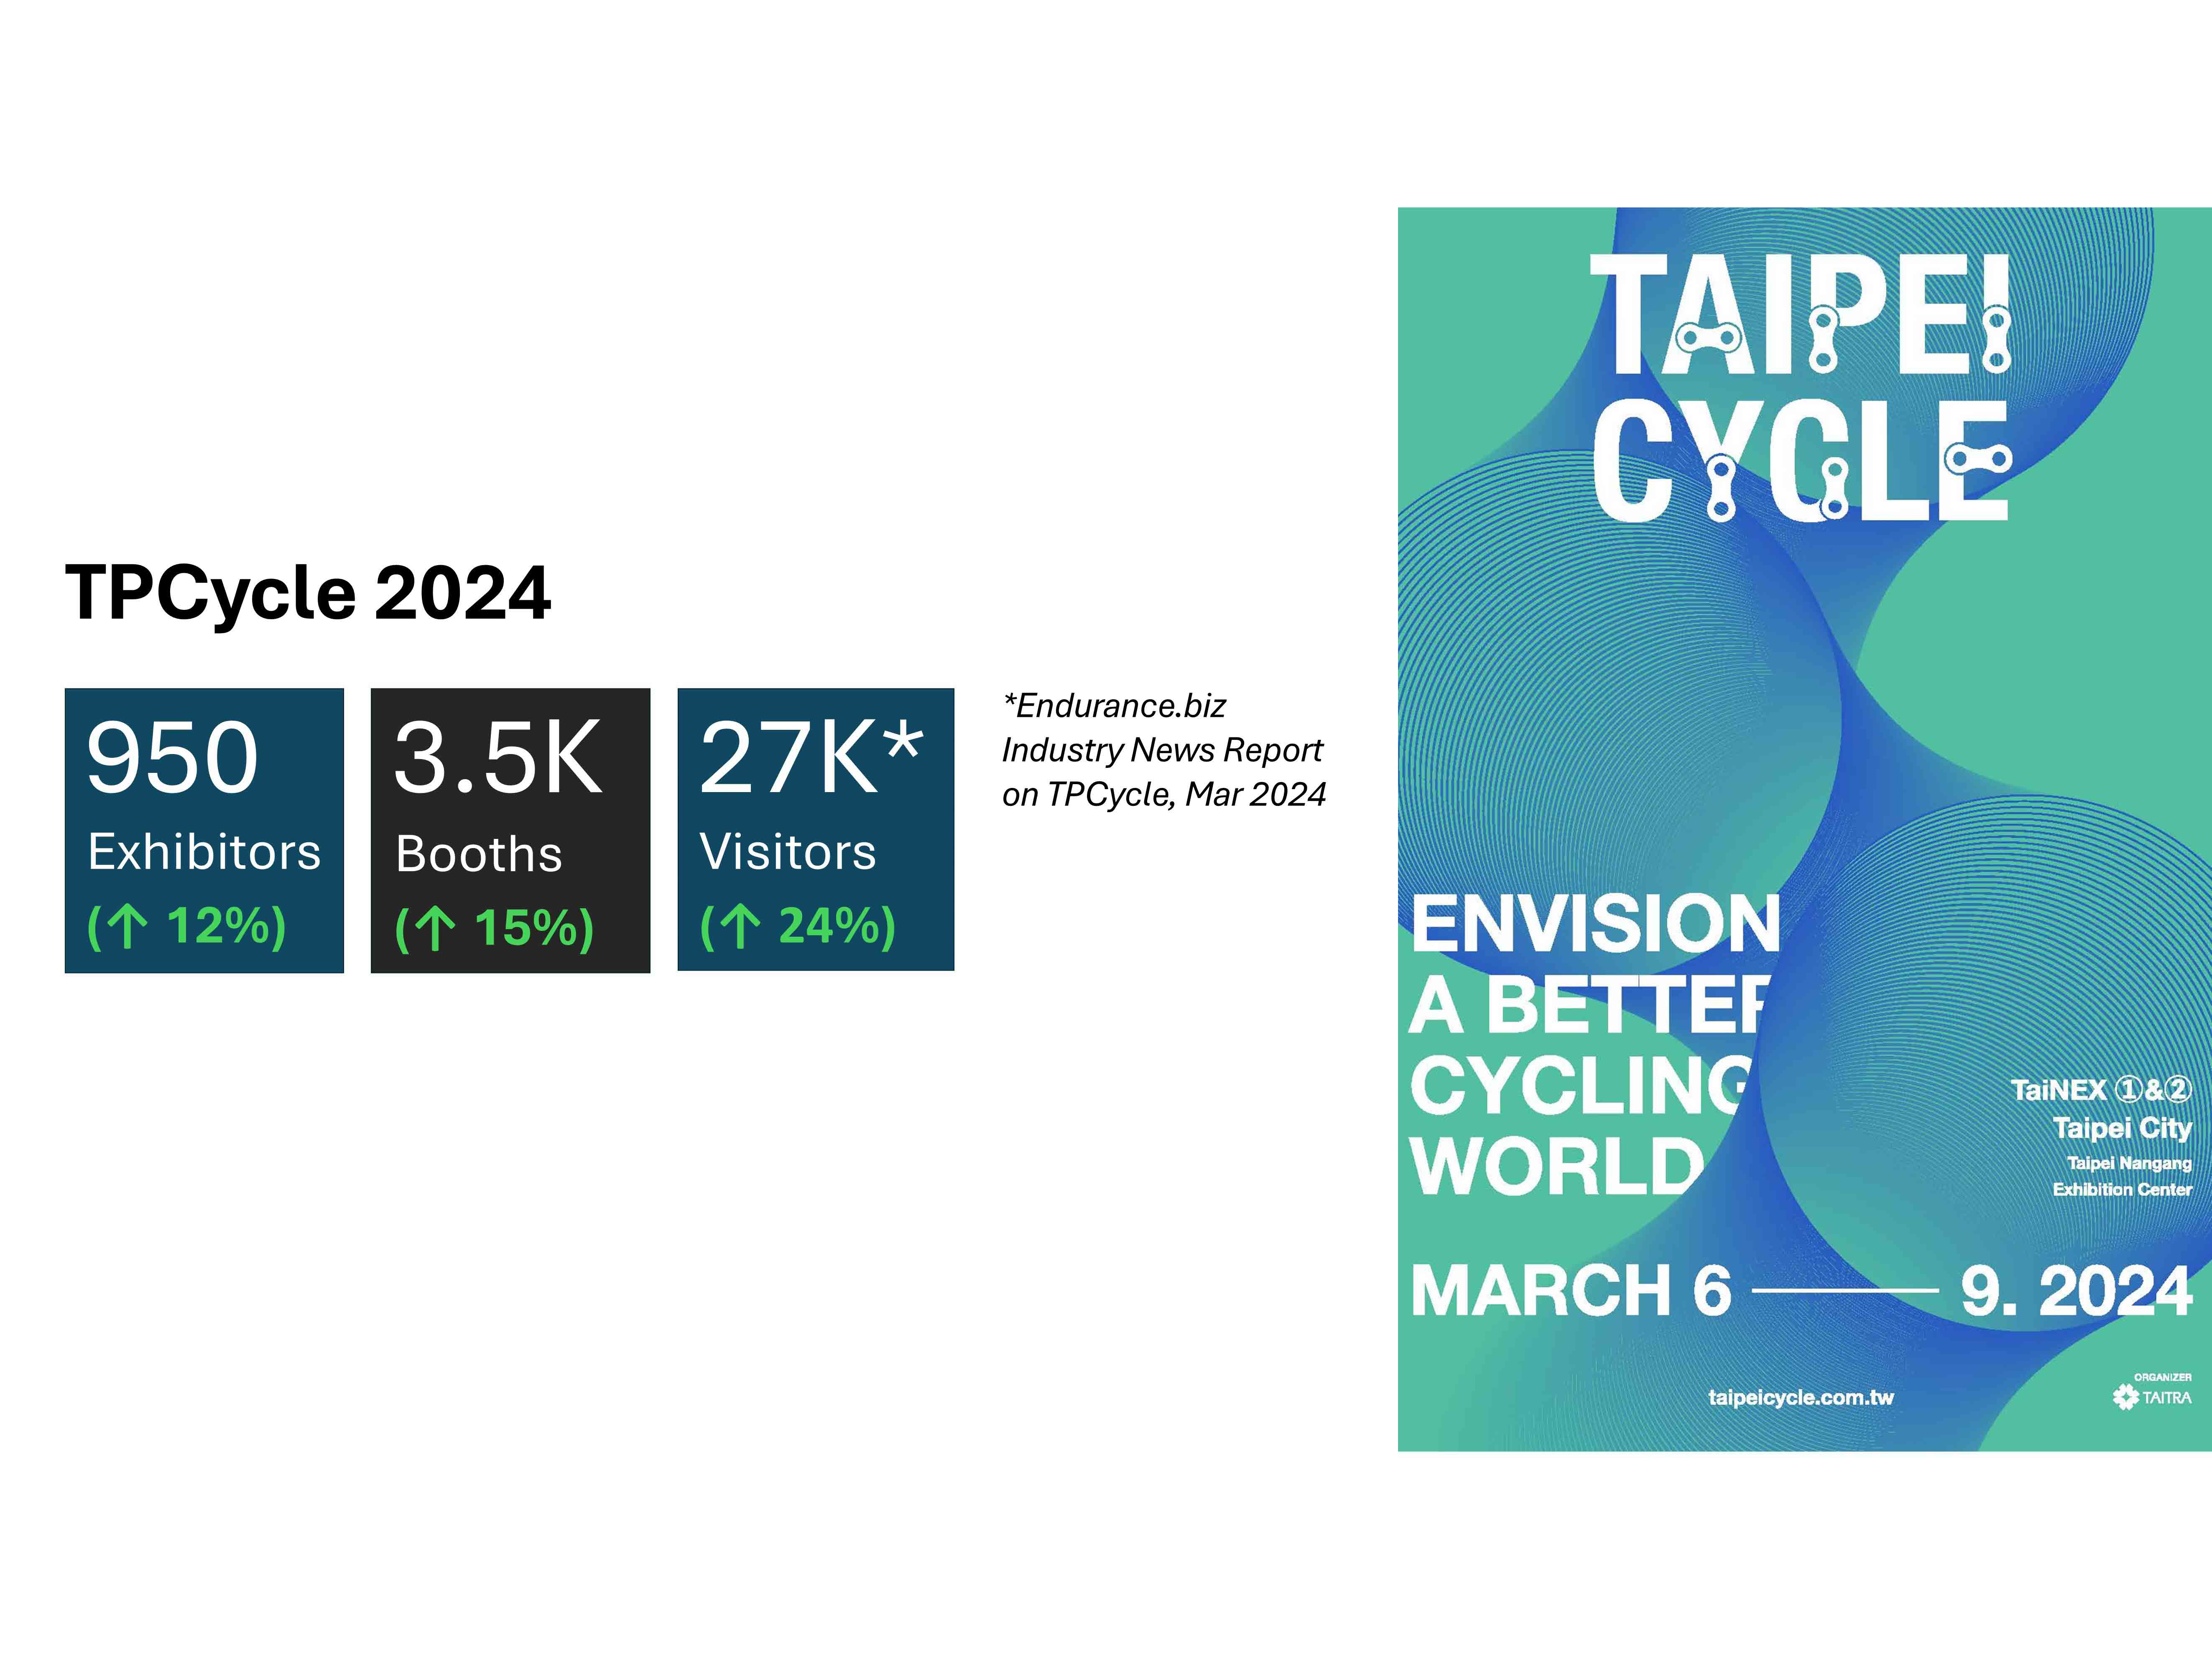 TPCycle 2024
950
Exhibitors
(↑ 12%)
3.5K
Booths
(↑ 15%)
27K*
Visitors
(↑ 24%)
*Endurance.biz
Industry News Report
on TPCycle, Mar 2024
TAIPEI
CYCLE
ENVISION
A BETTER
CYCLING
WORLD
TaiNEX ①&②
Taipei City
Taipei Nangang
Exhibition Center
MARCH 6 — 9. 2024
taipeicycle.com.tw
ORGANIZER
TAITRA